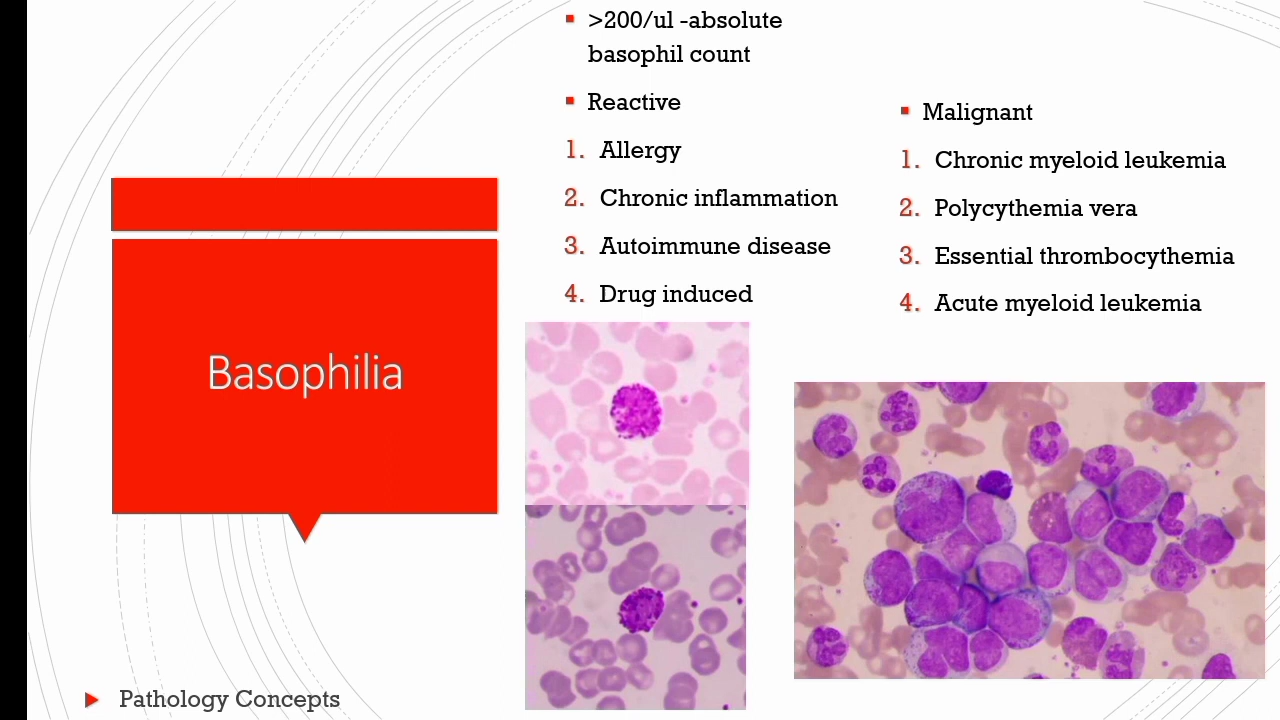 >200/ul -absolute
basophil count
Reactive
1. Allergy
2. Chronic inflammation
3. Autoimmune disease
4. Drug induced
Malignant
1. Chronic myeloid leukemia
2. Polycythemia vera
3. Essential thrombocythemia
4. Acute myeloid leukemia
Basophilia
Pathology Concepts